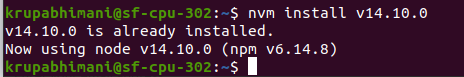 krupabhimani@sf-cpu-302:~$ nvm install v14.10.0
v14.10.0 is already installed.
Now using node v14.10.0 (npm v6.14.8)
krupabhimani@sf-cpu-302:~$